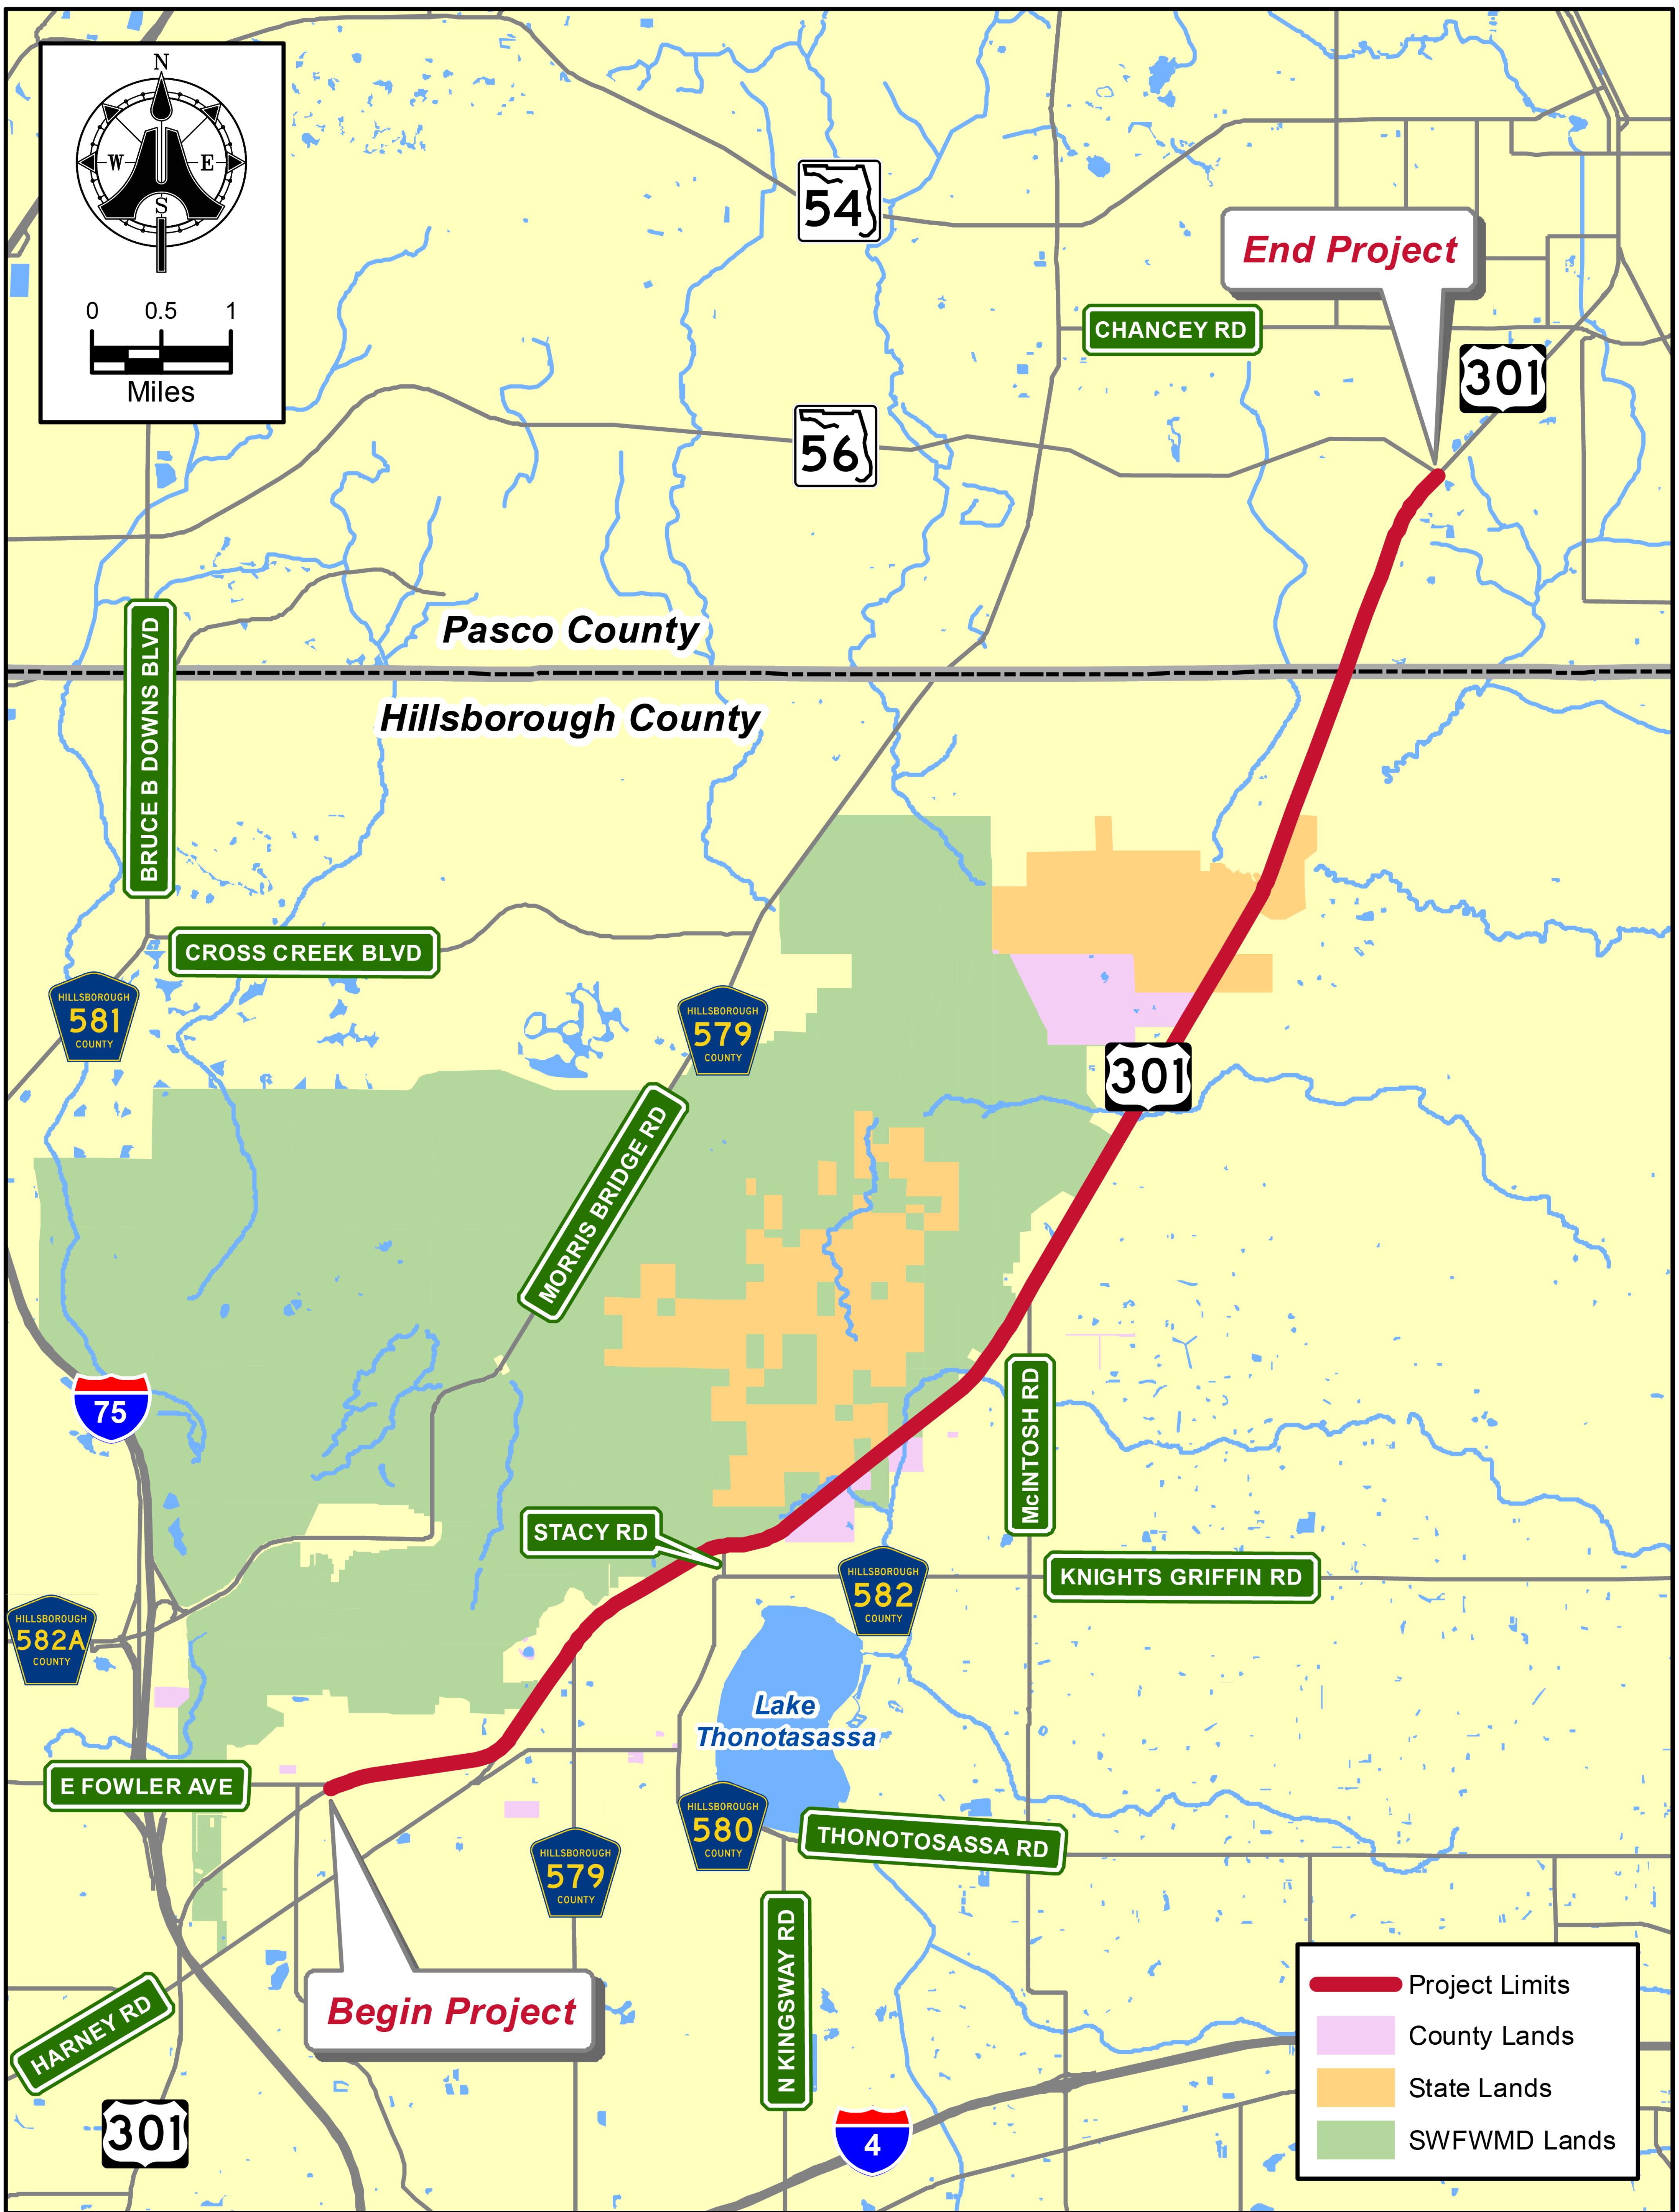 N
W
E
S
0 0.5 1
Miles
54
End Project
CHANCEY RD
301
56
Pasco County
Hillsborough County
BRUCE B DOWNS BLVD
CROSS CREEK BLVD
HILLSBOROUGH
581
COUNTY
HILLSBOROUGH
579
COUNTY
301
MORRIS BRIDGE RD
75
McINTOSH RD
STACY RD
HILLSBOROUGH
582
COUNTY
KNIGHTS GRIFFIN RD
HILLSBOROUGH
582A
COUNTY
Lake
Thonotasassa
E FOWLER AVE
HILLSBOROUGH
580
COUNTY
THONOTOSASSA RD
HILLSBOROUGH
579
COUNTY
N KINGSWAY RD
Begin Project
HARNEY RD
301
4
Project Limits
County Lands
State Lands
SWFWMD Lands